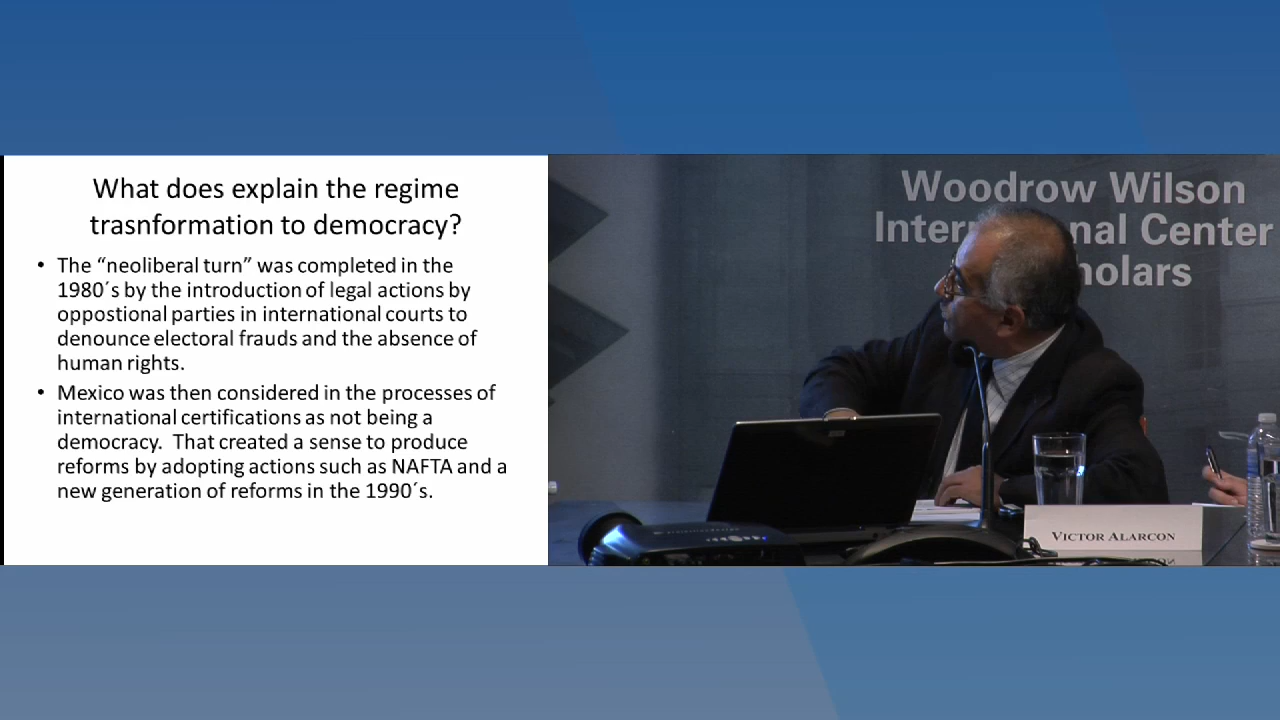 What does explain the regime
trasnformation to democracy?
• The “neoliberal turn” was completed in the
1980´s by the introduction of legal actions by
oppostional parties in international courts to
denounce electoral frauds and the absence of
human rights.
• Mexico was then considered in the processes of
international certifications as not being a
democracy. That created a sense to produce
reforms by adopting actions such as NAFTA and a
new generation of reforms in the 1990´s.
Woodrow Wilson
Inter nal Center
holars
VICTOR ALARCON